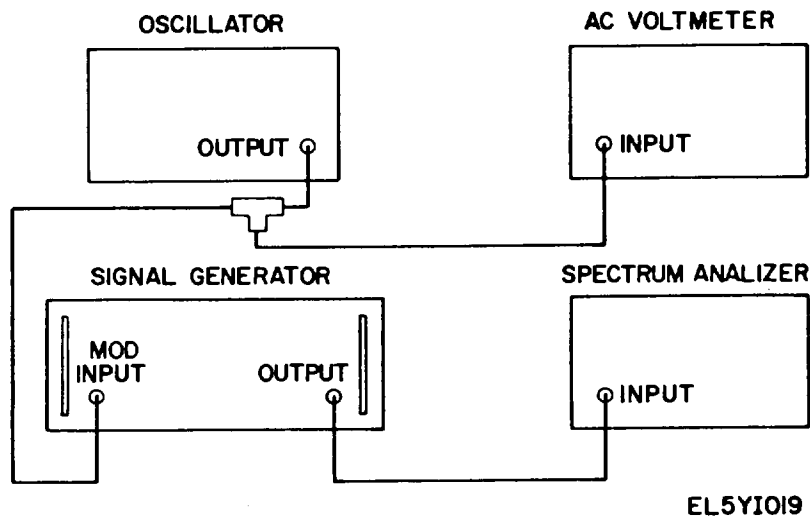 OSCILLATOR
AC VOLTMETER
OUTPUT
INPUT
SIGNAL GENERATOR
SPECTRUM ANALIZER
MOD
INPUT
OUTPUT
INPUT
EL5YI019